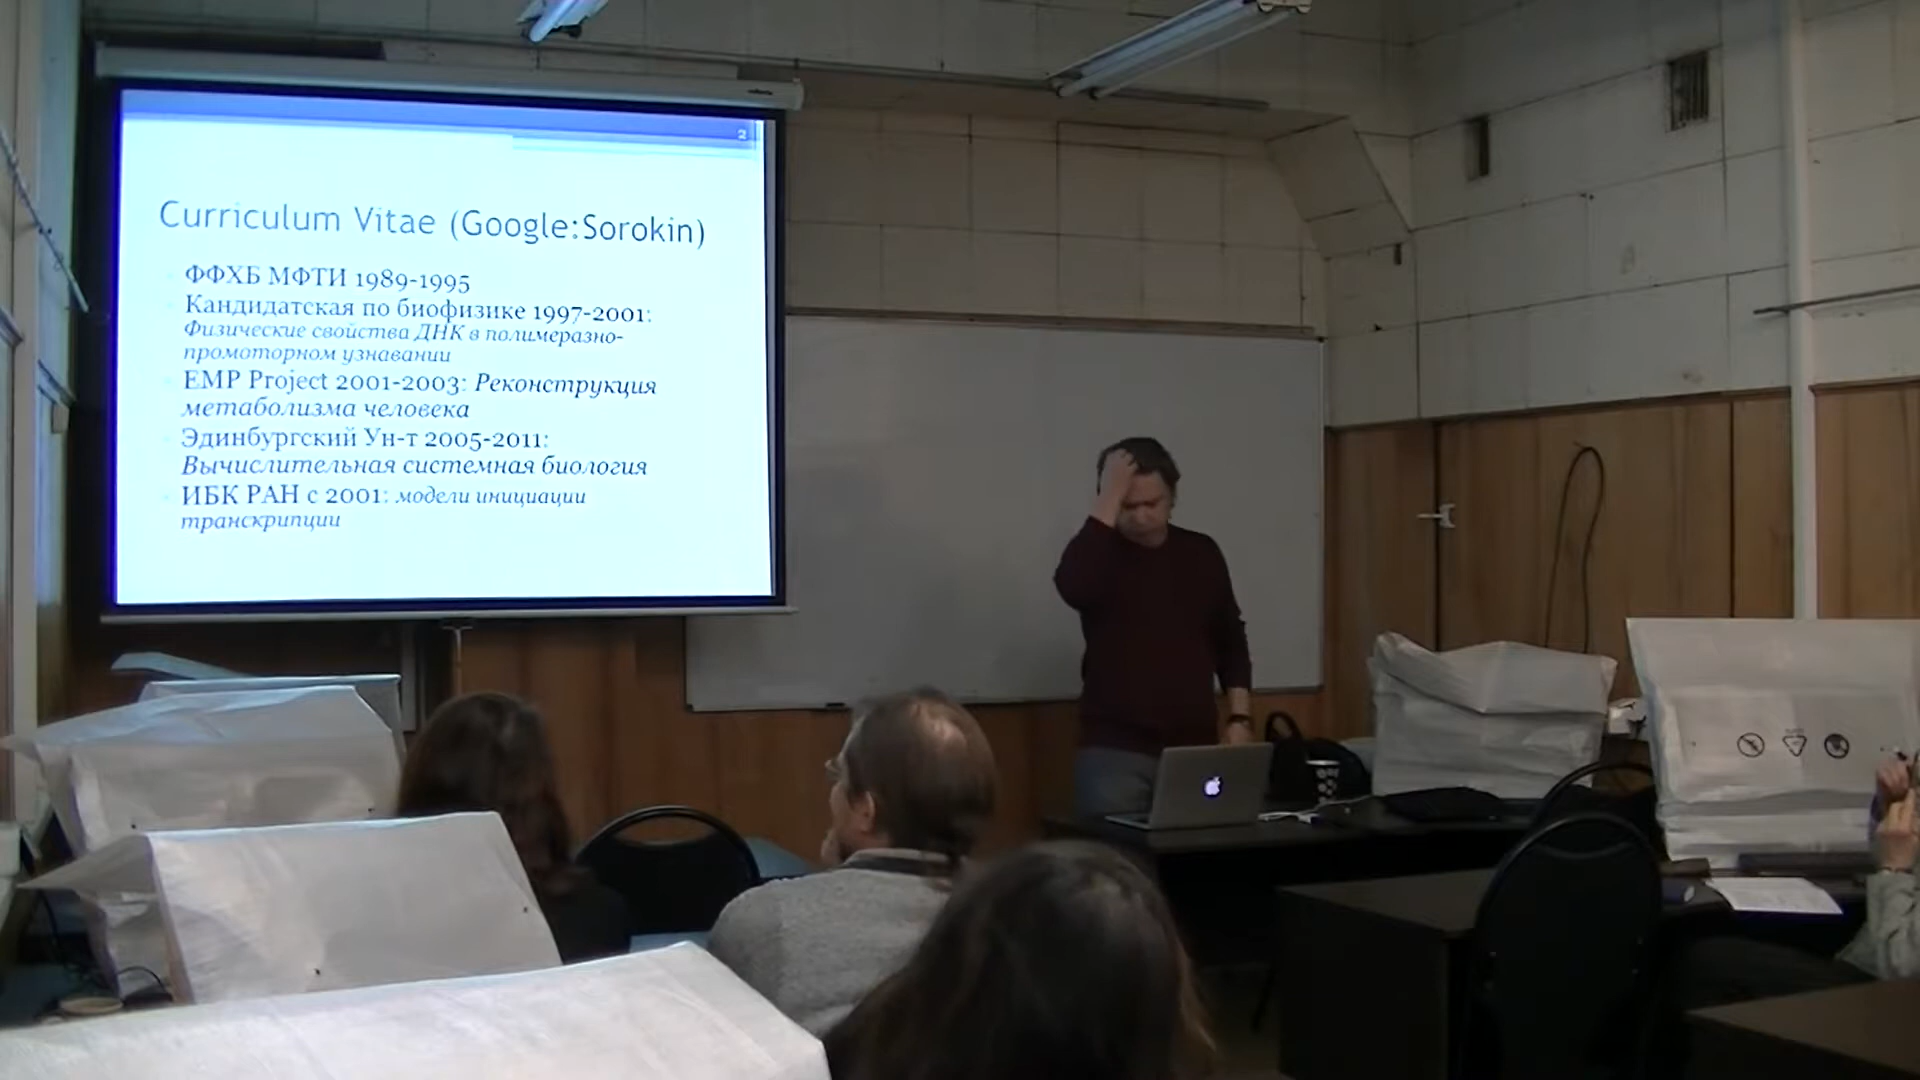 2
Curriculum Vitae (Google:Sorokin)
ФФХБ МФТИ 1989-1995
Кандидатская по биофизике 1997-2001:
Физические свойства ДНК в полимеразно-
промоторном узнавании
EMP Project 2001-2003: Реконструкция
метаболизма человека
Эдинбургский Ун-т 2005-2011:
Вычислительная системная биология
ИБК РАН с 2001: модели инициации
транскрипции